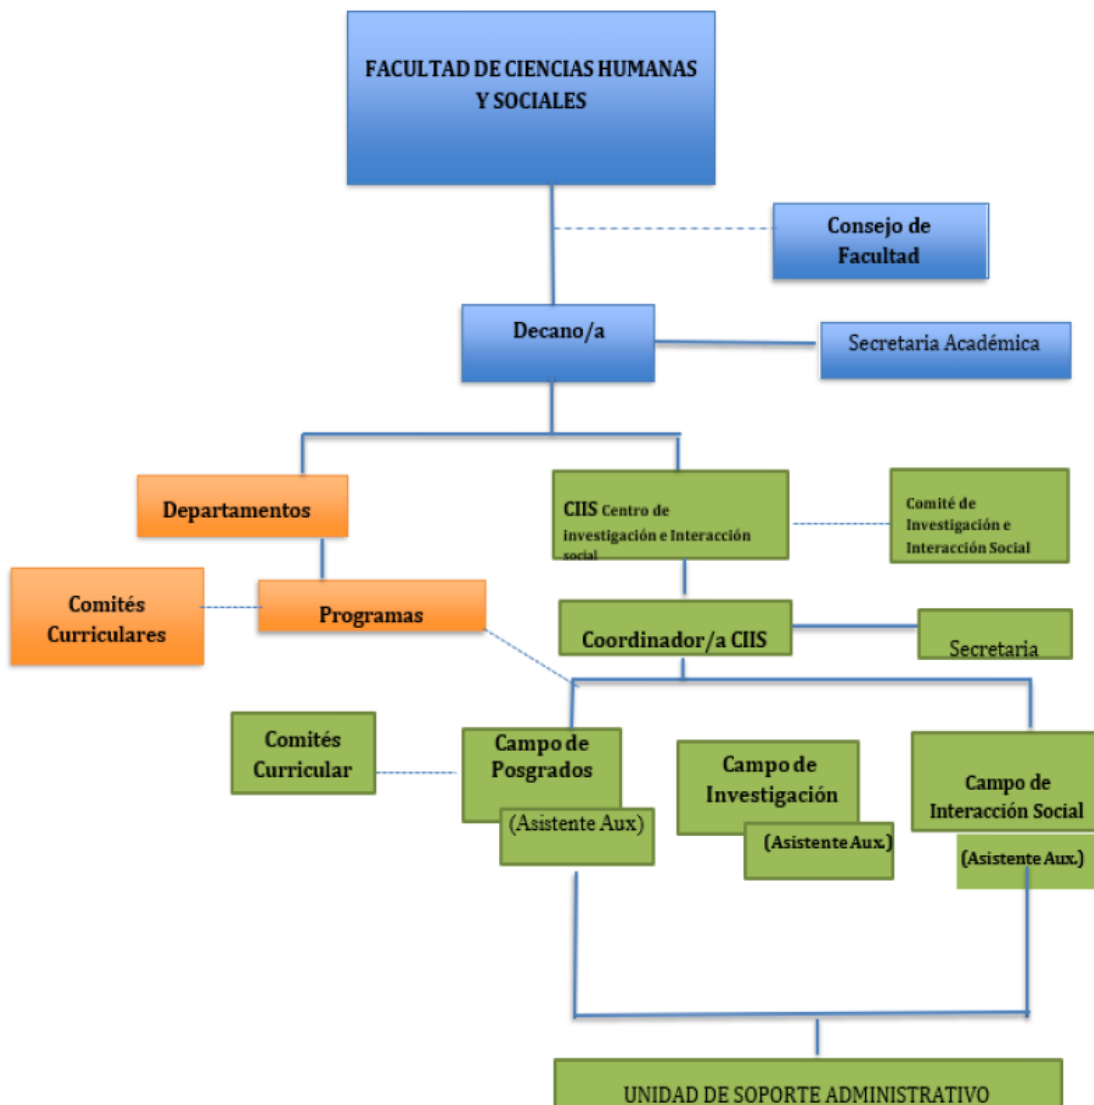 FACULTAD DE CIENCIAS HUMANAS
Y SOCIALES
Consejo de
Facultad
Decano/a
Secretaria Académica
Departamentos
CIIS Centro de
investigación e Interacción
social
Comité de
Investigación e
Interacción Social
Comités
Curriculares
Programas
Coordinador/a CIIS
Secretaria
Comités
Curricular
Campo de
Posgrados
(Asistente Aux)
Campo de
Investigación
(Asistente Aux.)
Campo de
Interacción Social
(Asistente Aux.)
UNIDAD DE SOPORTE ADMINISTRATIVO